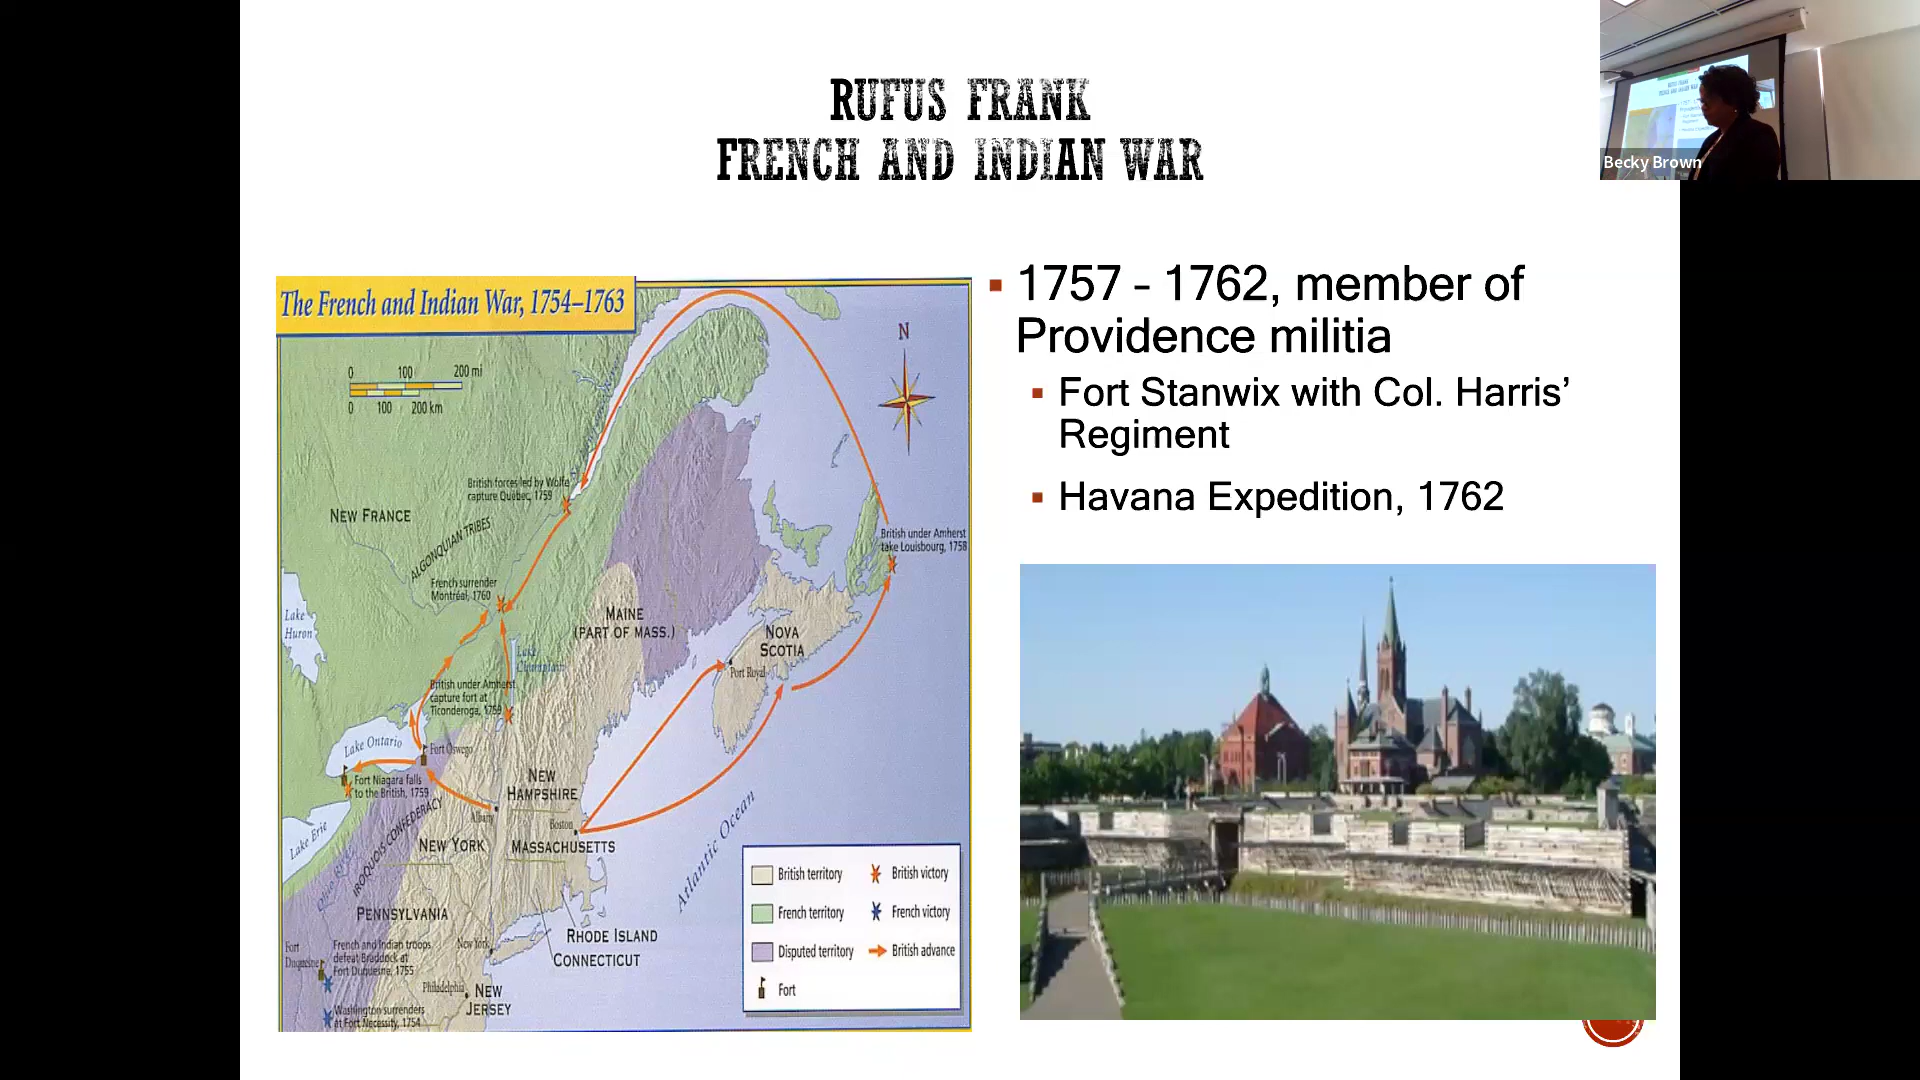 RUFUS FRANK
FRENCH AND INDIAN WAR
Becky Brown
1757 - 1762, member of
Providence militia
Fort Stanwix with Col. Harris’
Regiment
Havana Expedition, 1762
The French and Indian War, 1754–1763
0 100 200 mi
0 100 200 km
N
British forces led by Wolfe
capture Québec, 1759
NEW FRANCE
ALGONQUIAN TRIBES
British under Amherst
take Louisbourg, 1758
French surrender
Montréal, 1760
Lake
Huron
MAINE
(PART OF MASS.)
NOVA
SCOTIA
Port Royal
Lake
Champlain
British under Amherst
capture fort at
Ticonderoga, 1759
Lake Ontario
Fort Oswego
Fort Niagara falls
to the British, 1759
NEW
HAMPSHIRE
Albany
Boston
Lake Erie
IROQUOIS CONFEDERACY
NEW YORK
MASSACHUSETTS
Atlantic Ocean
PENNSYLVANIA
RHODE ISLAND
CONNECTICUT
New York
Fort
Duquesne
French and Indian troops
defeat Braddock at
Fort Duquesne, 1755
Philadelphia
NEW
JERSEY
Washington surrenders
at Fort Necessity, 1754
British territory
British victory
French territory
French victory
Disputed territory
British advance
Fort